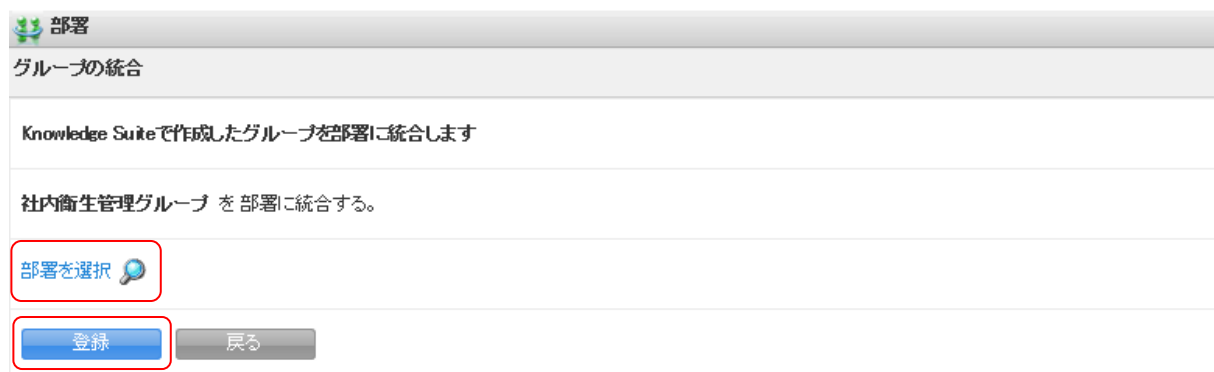 部署
グループの統合
Knowledge Suiteで作成したグループを部署に統合します
社内衛生管理グループ を 部署に統合する。
部署を選択
登録 戻る